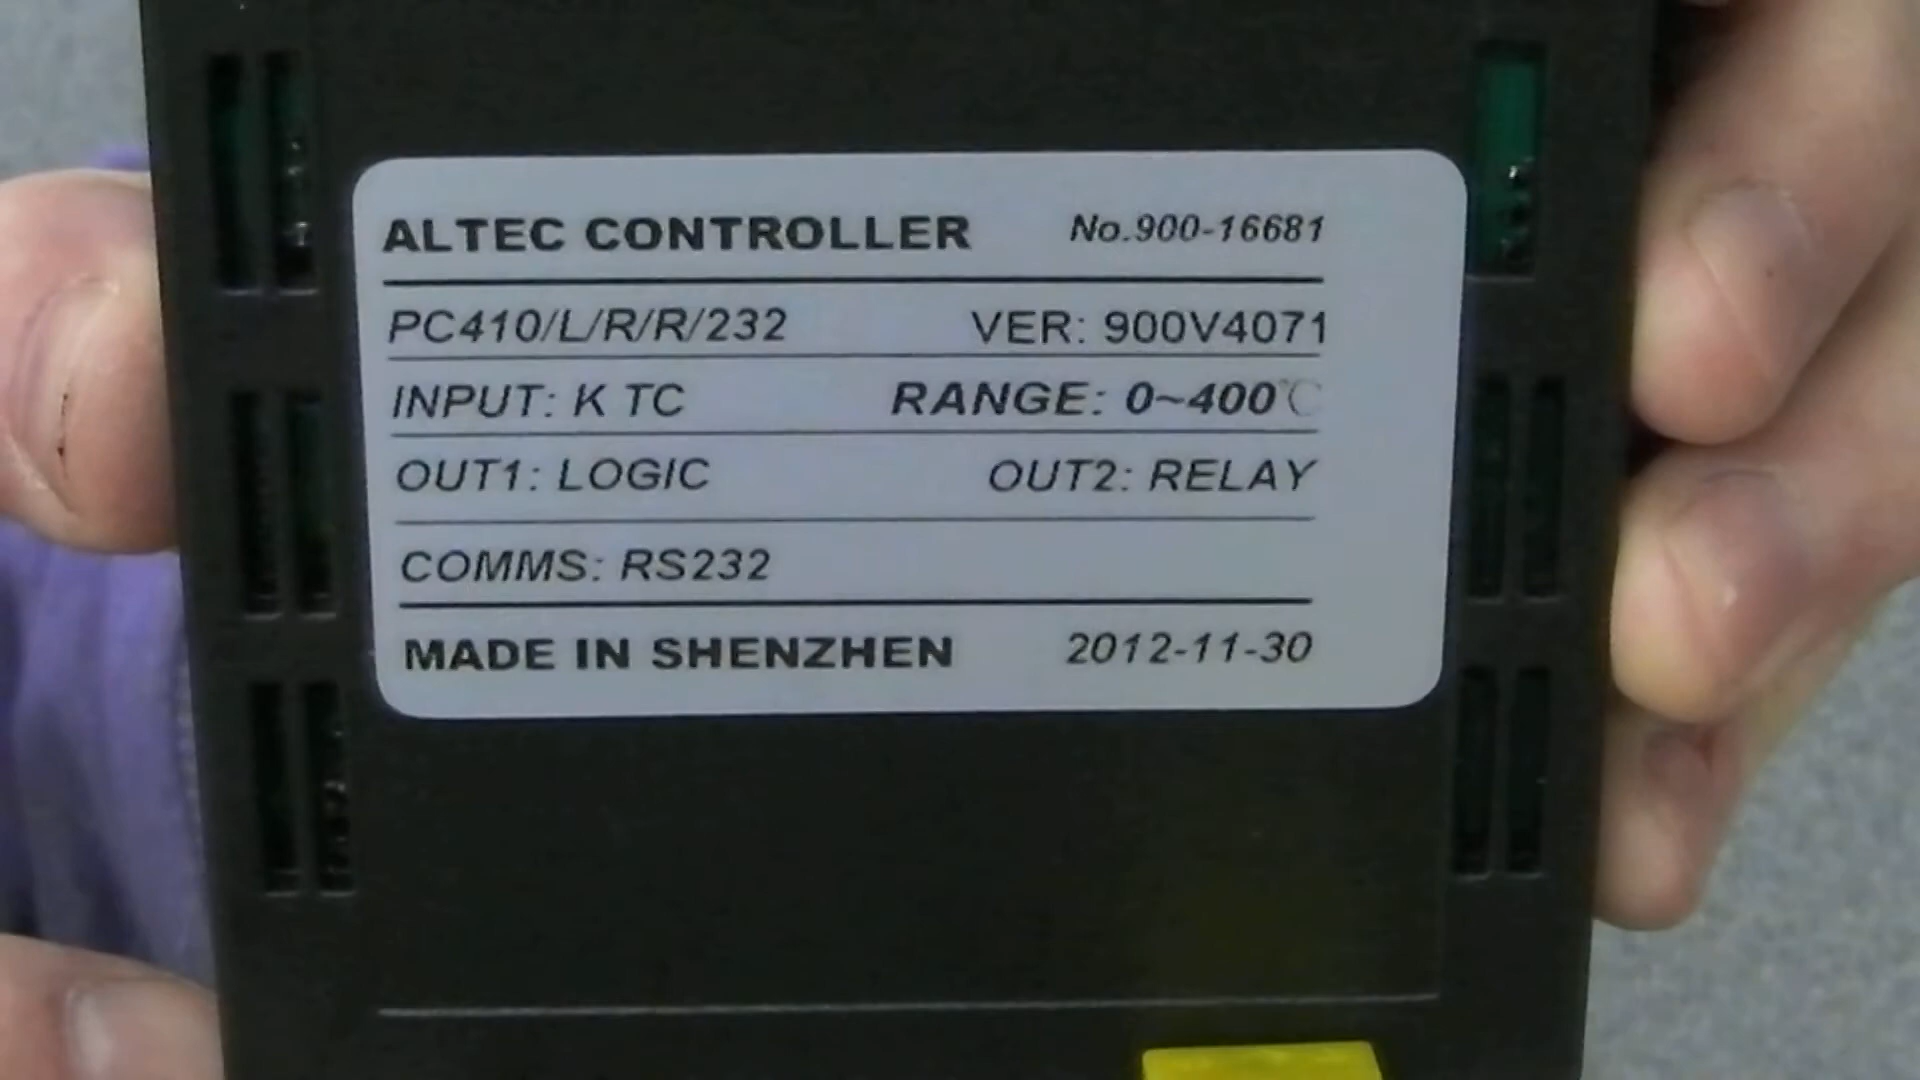 ALTEC CONTROLLER No.900-16681
PC410/L/R/R/232 VER: 900V4071
INPUT: K TC RANGE: 0~400℃
OUT1: LOGIC OUT2: RELAY
COMMS: RS232
MADE IN SHENZHEN 2012-11-30